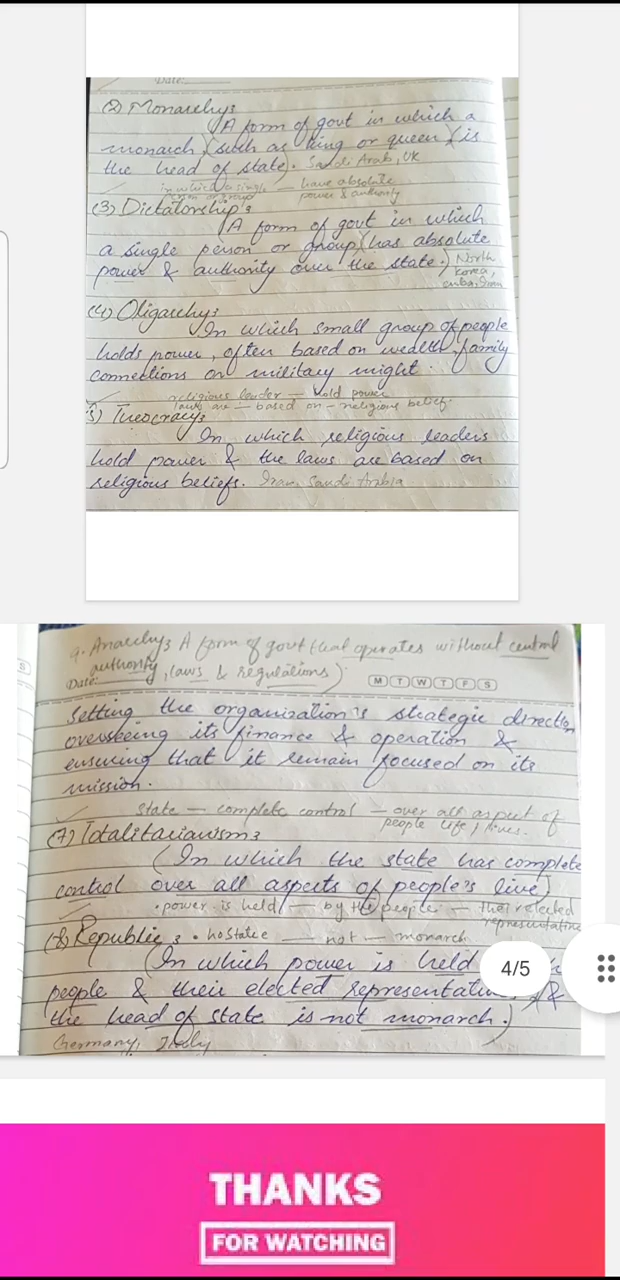 Date:
(2) Monarchy:
A form of govt in which a
monarch, (such as king or queen) is
the head of state). Saudi Arab, UK
in which a single — have absolute
person or group power & authority
(3) Dictatorship:
(A form of govt in which
a single person or group, (has absolute
power & authority over the state.) North
Korea,
cuba, Iran
(4) Oligarchy:
In which small group of people
holds power, often based on wealth, family
connections or military might.
religious leader — hold power
laws are — based on — religious belief.
5) Theocracy:
In which religious leaders
hold power & the laws are based on
religious beliefs. Iran, Saudi Arabia
9. Anarchy: A form of govt that operates without central
authority, laws & regulations)
Date: M T W T F S
Setting the organization's strategic direction
overseeing its finance & operation &
ensuring that it remain focused on its
mission.
State — complete control — over all aspect of
people life / lives.
(7) Totalitarianism:
(In which the state has complete
control over all aspects of people's live)
• power is held — by the people — their elected
representative
(8) Republic: • hostate — not — monarch
(In which power is held
people & their elected representati &
the head of state is not monarch.)
Germany, Italy
4/5
THANKS
FOR WATCHING